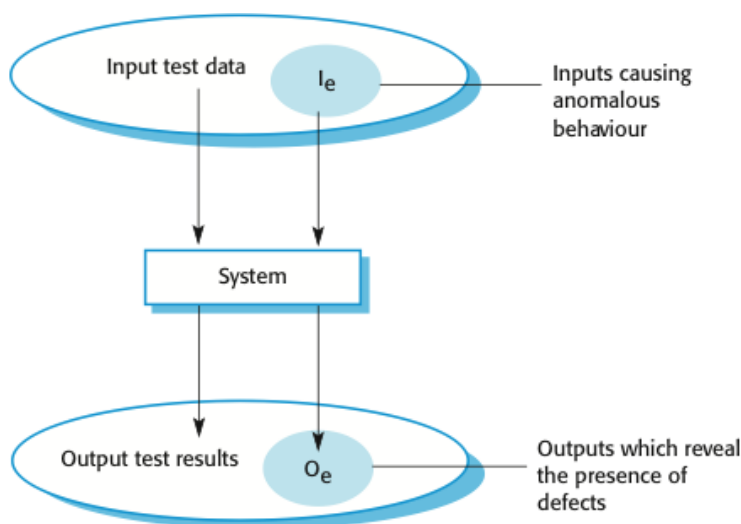 Input test data
Ie
Inputs causing
anomalous
behaviour
System
Output test results
Oe
Outputs which reveal
the presence of
defects